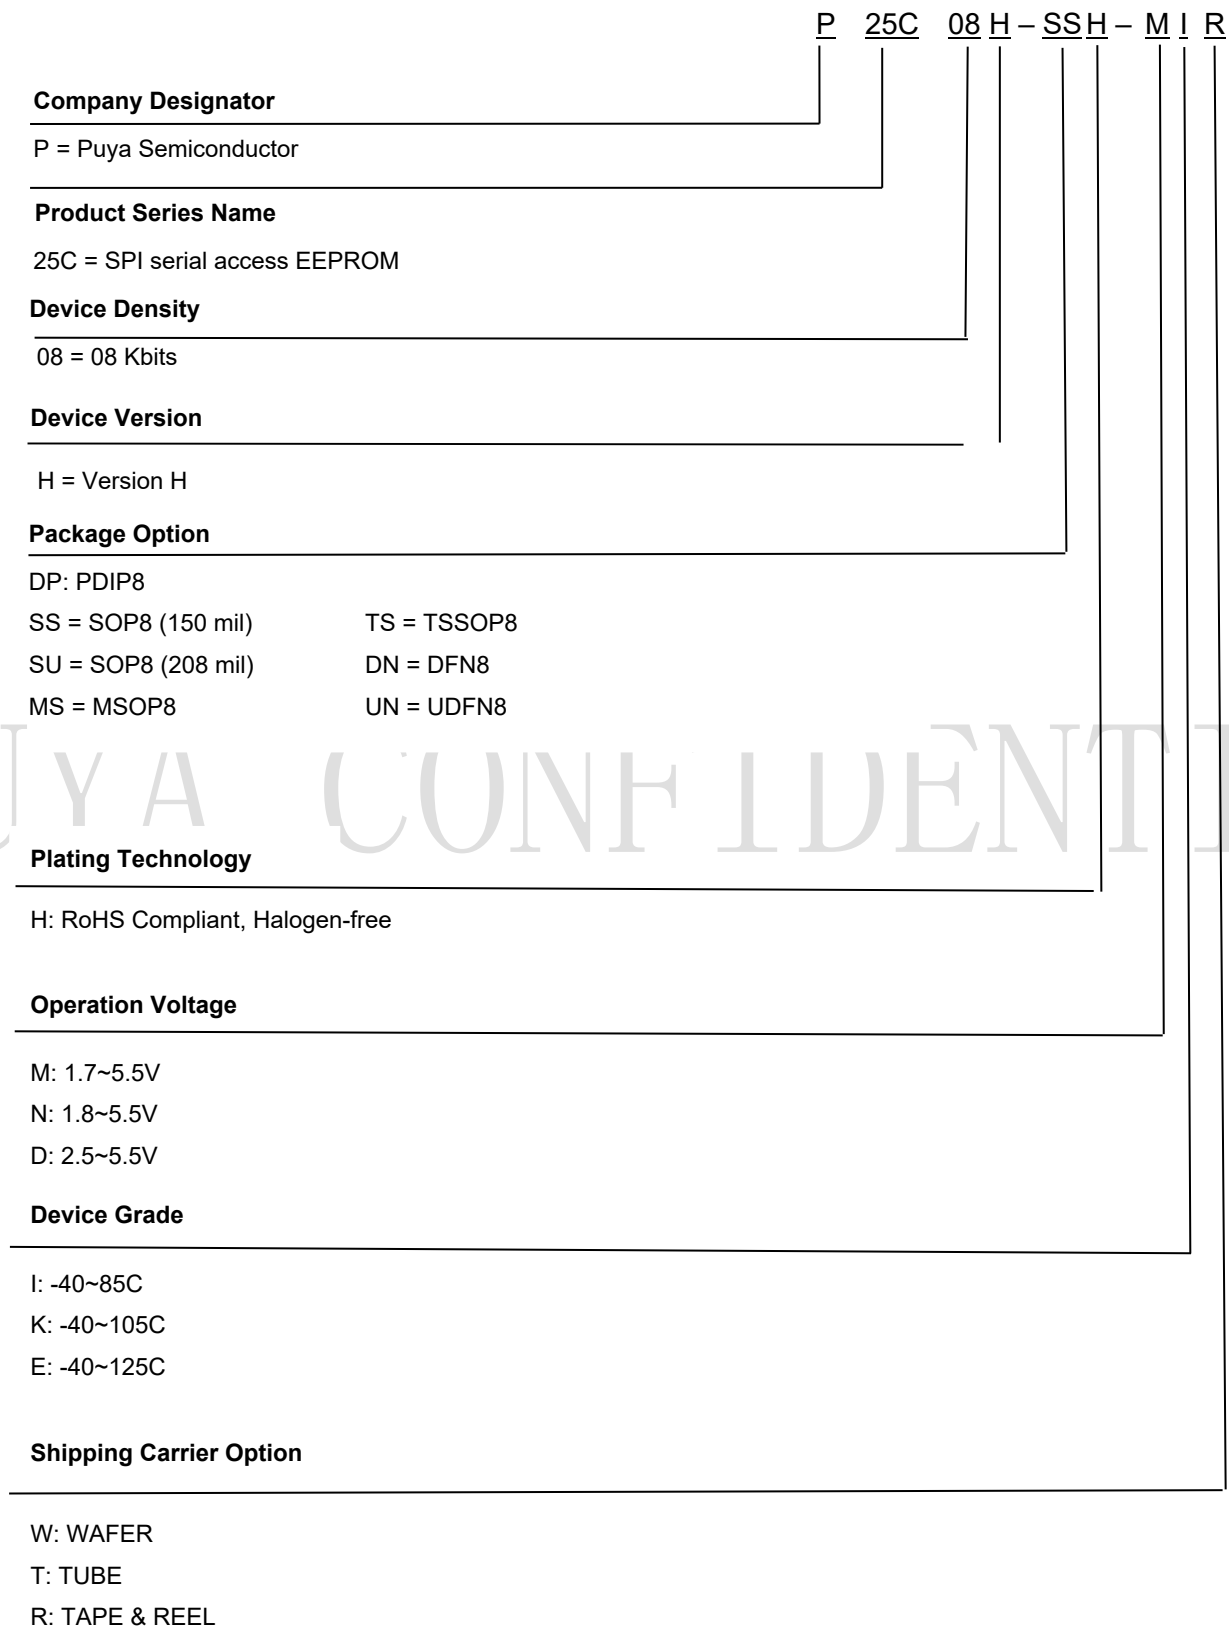 P 25C 08 H – SS H – M I R
Company Designator
P = Puya Semiconductor
Product Series Name
25C = SPI serial access EEPROM
Device Density
08 = 08 Kbits
Device Version
H = Version H
Package Option
DP: PDIP8
SS = SOP8 (150 mil) TS = TSSOP8
SU = SOP8 (208 mil) DN = DFN8
MS = MSOP8 UN = UDFN8
Plating Technology
H: RoHS Compliant, Halogen-free
Operation Voltage
M: 1.7~5.5V
N: 1.8~5.5V
D: 2.5~5.5V
Device Grade
I: -40~85C
K: -40~105C
E: -40~125C
Shipping Carrier Option
W: WAFER
T: TUBE
R: TAPE & REEL